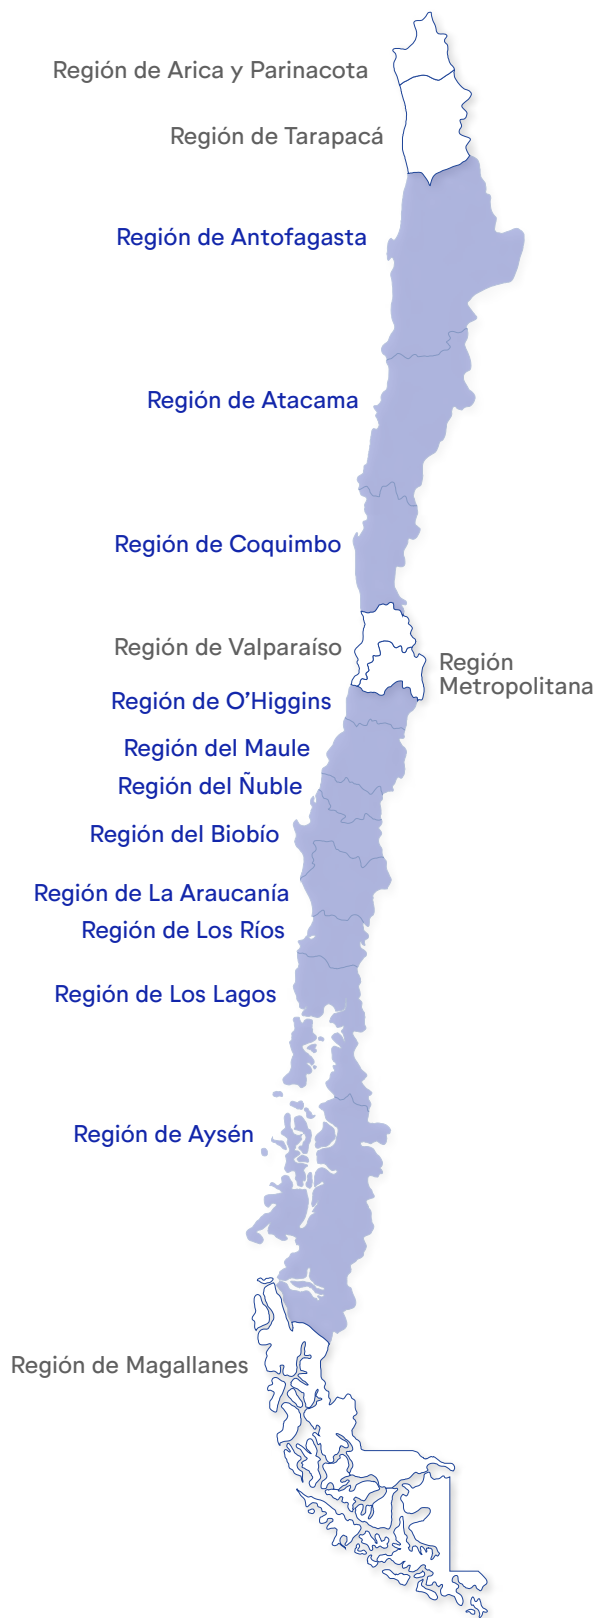 Región de Arica y Parinacota
Región de Tarapacá
Región de Antofagasta
Región de Atacama
Región de Coquimbo
Región de Valparaíso
Región
Metropolitana
Región de O’Higgins
Región del Maule
Región del Ñuble
Región del Biobío
Región de La Araucanía
Región de Los Ríos
Región de Los Lagos
Región de Aysén
Región de Magallanes